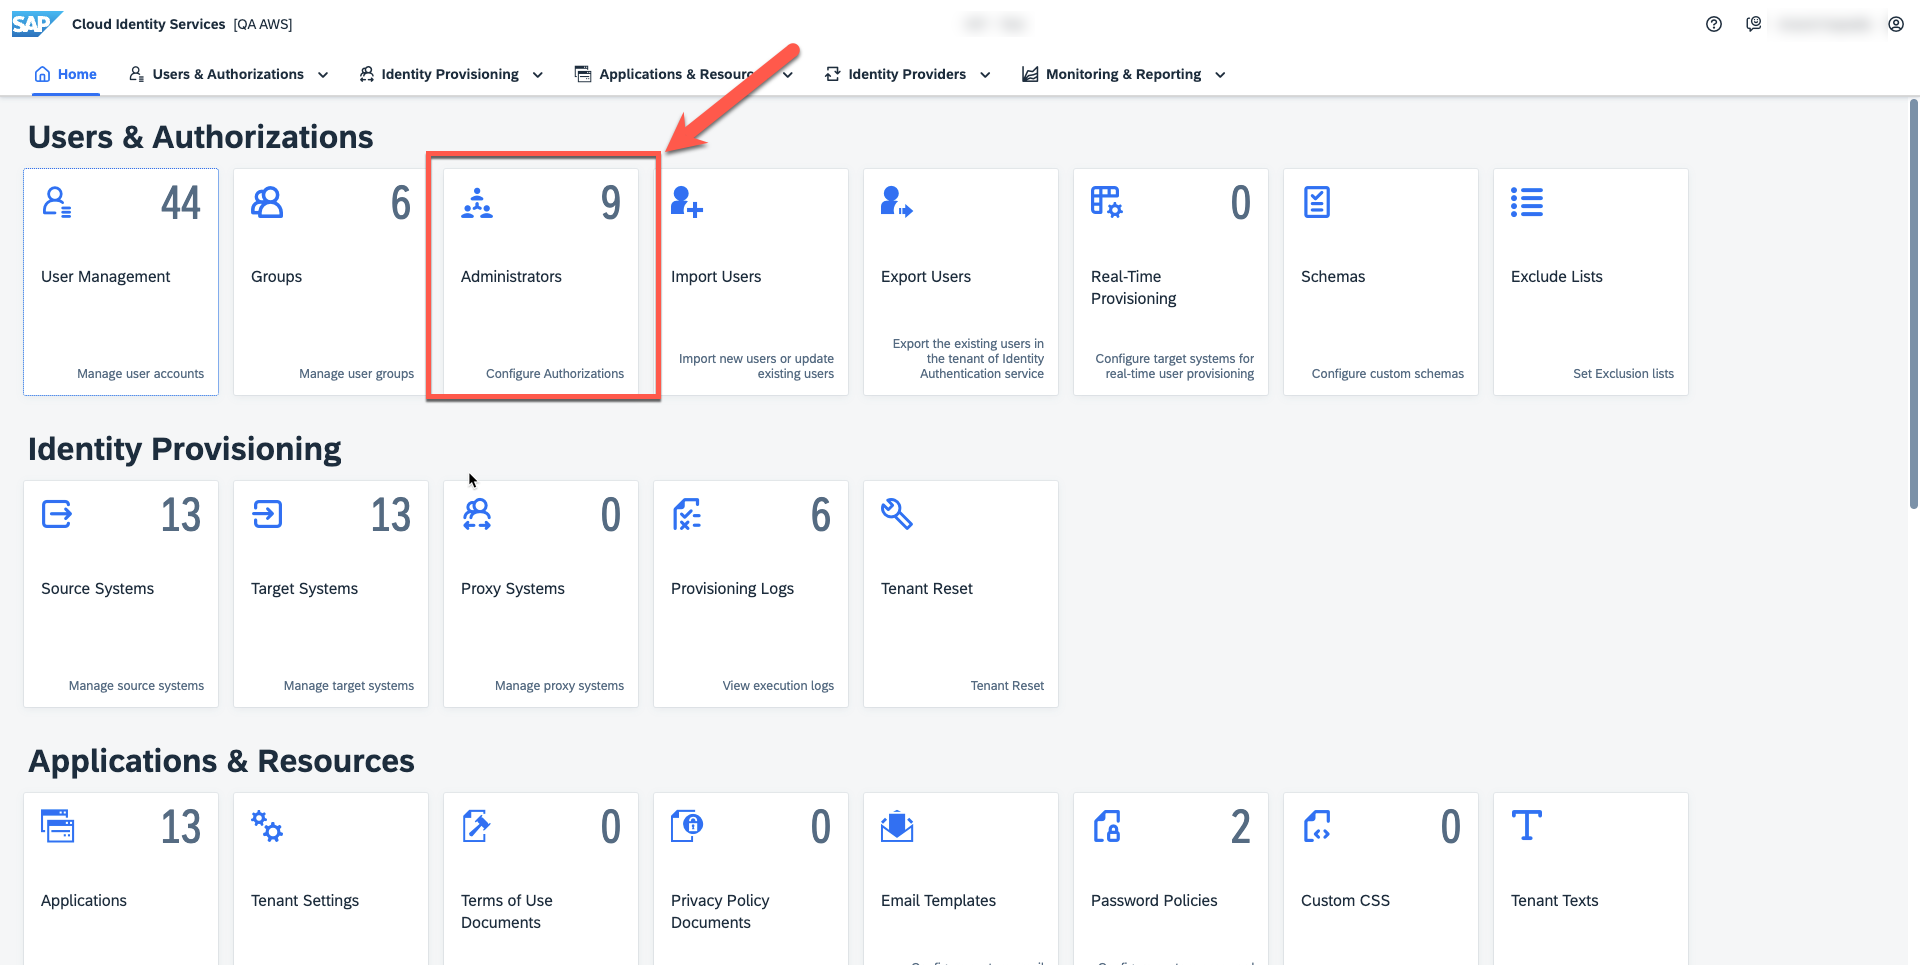 SAP Cloud Identity Services [QA AWS]
Home Users & Authorizations Identity Provisioning Applications & Identity Providers Monitoring & Reporting
Users & Authorizations
44 6 9 0
User Management Groups Administrators Import Users Export Users Real-Time Provisioning Schemas Exclude Lists
Manage user accounts
Manage user groups
Configure Authorizations
Import new users or update
existing users
Export the existing users in
the tenant of Identity
Authentication service
Configure target systems for
real-time user provisioning
Configure custom schemas
Set Exclusion lists
Identity Provisioning
13 13 0 6
Source Systems Target Systems Proxy Systems Provisioning Logs Tenant Reset
Manage source systems Manage target systems Manage proxy systems View execution logs Tenant Reset
Applications & Resources
13 0 0 2 0
Applications Tenant Settings Terms of Use Documents Privacy Policy Documents Email Templates Password Policies Custom CSS Tenant Texts